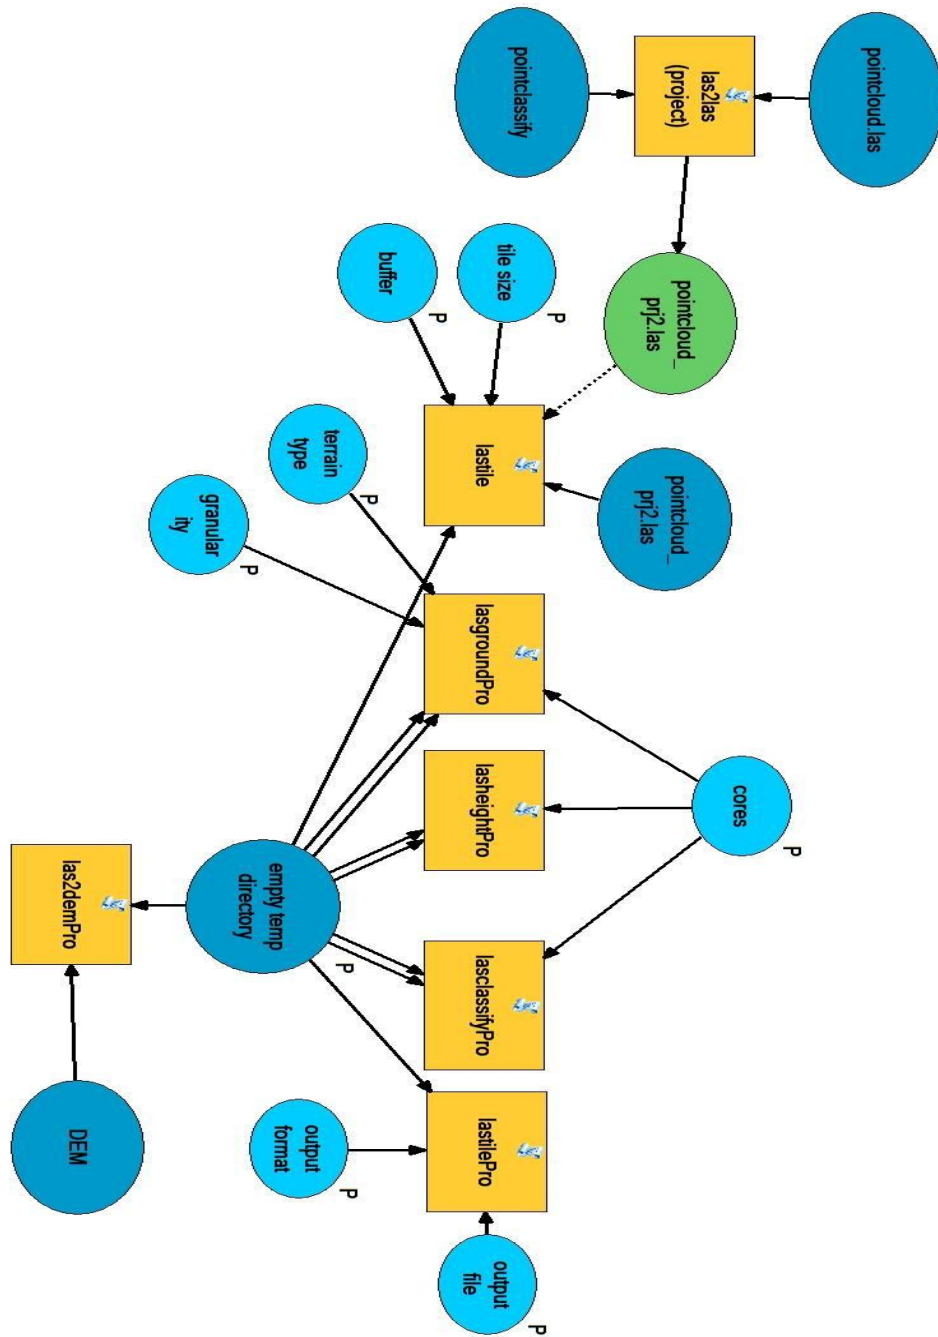 pointcloud.las
las2las
(project)
pointclassify
pointcloud_
prj2.las
pointcloud_
prj2.las
cores
P
tile size
P
buffer
P
lastile
lasgroundPro
lasheightPro
lasclassifyPro
lastilePro
output
file
P
terrain
type
P
granular
ity
P
empty temp
directory
P
output
format
P
las2demPro
DEM